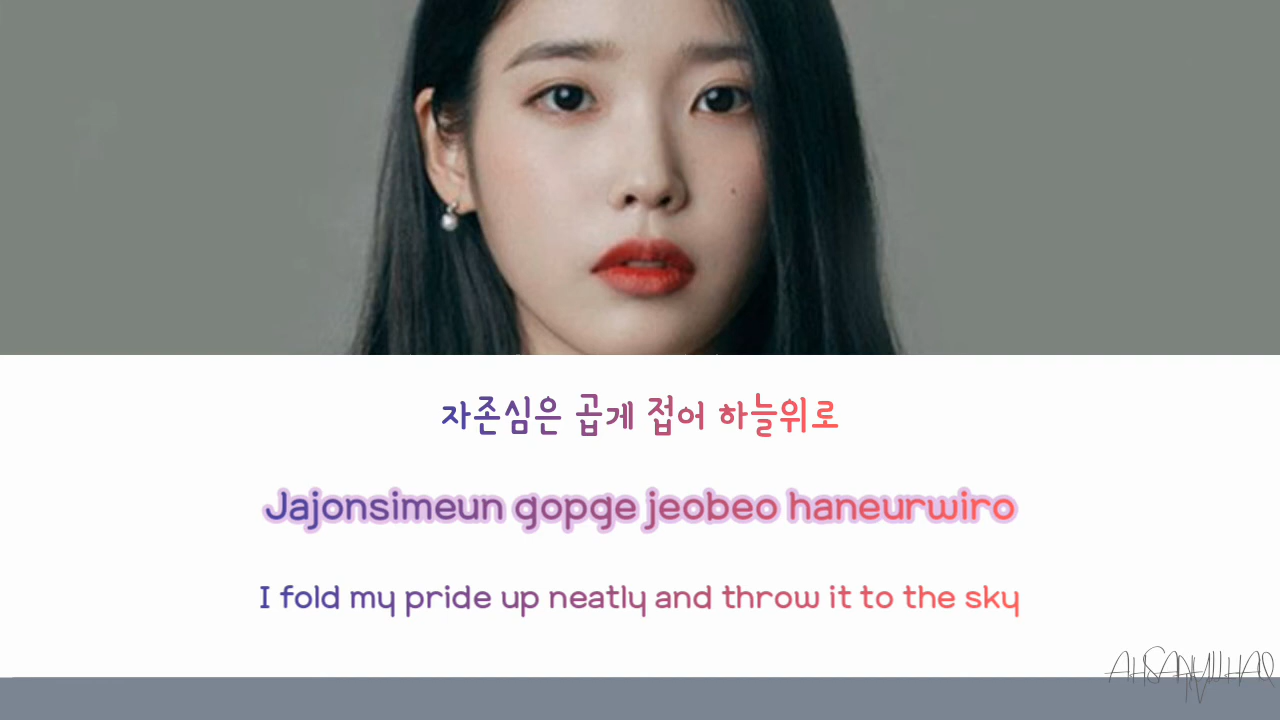 자존심은 곱게 접어 하늘위로
Jajonsimeun gopge jeobeo haneurwiro
I fold my pride up neatly and throw it to the sky